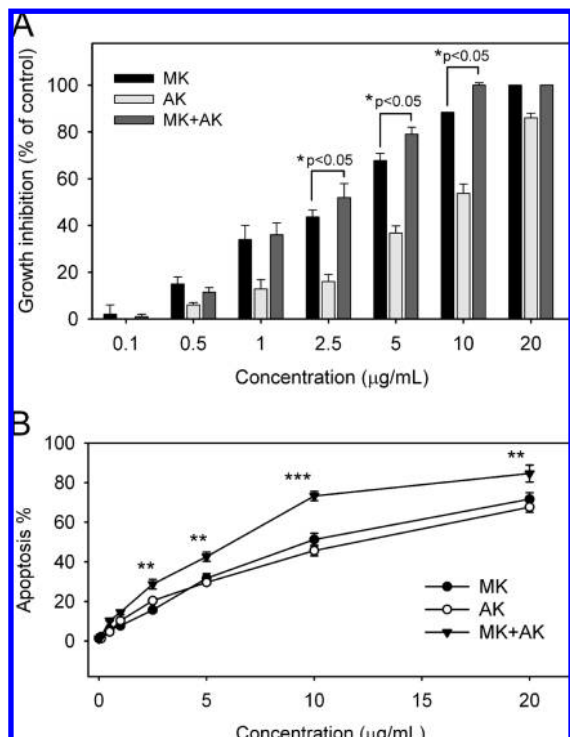 A
Growth inhibition (% of control)
100
80
60
40
20
0
MK
AK
MK+AK
*p<0.05
*p<0.05
*p<0.05
0.1 0.5 1 2.5 5 10 20
Concentration (μg/mL)
B
Apoptosis %
100
80
60
40
20
0
** ** *** **
MK
AK
MK+AK
0 5 10 15 20
Concentration (μg/mL)